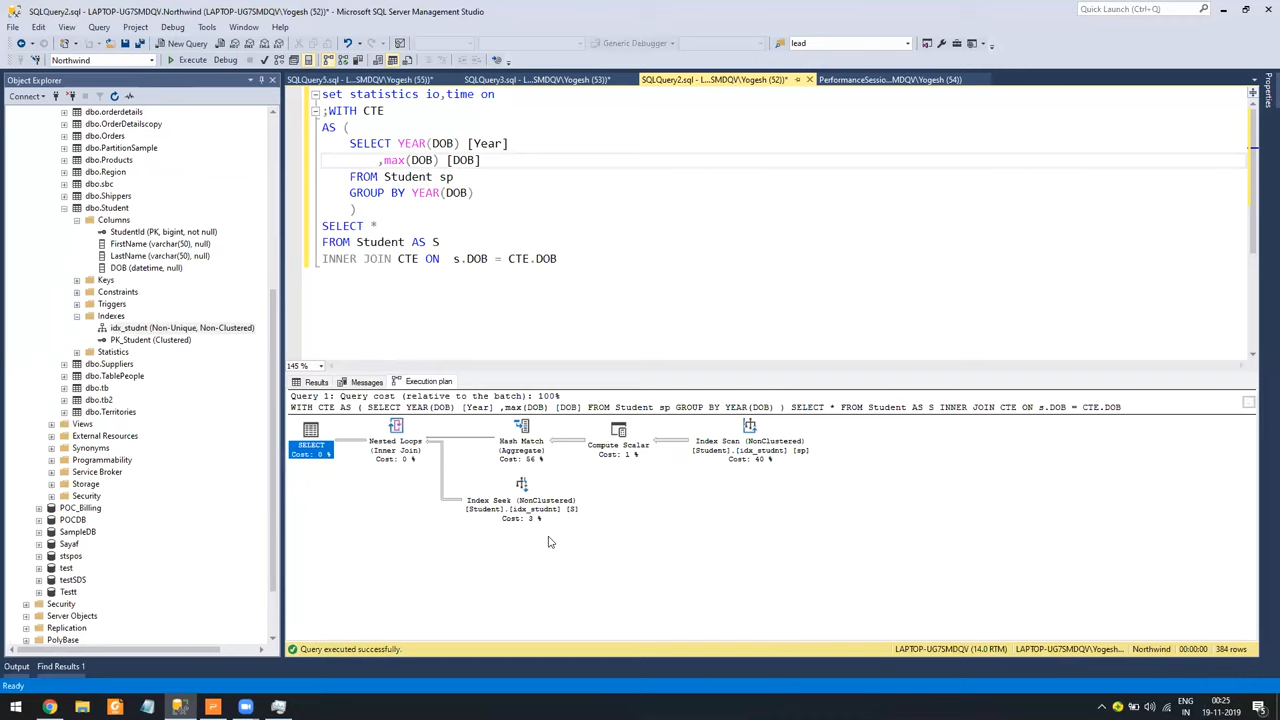 SQLQuery2.sql - LAPTOP-UG7SMDQV.Northwind (LAPTOP-UG7SMDQV\Yogesh (52))* - Microsoft SQL Server Management Studio
Quick Launch (Ctrl+Q)
File Edit View Query Project Debug Tools Window Help
New Query
Generic Debugger
lead
Northwind
Execute Debug
Object Explorer
SQLQuery5.sql - L...SMDQV\Yogesh (55))*
SQLQuery3.sql - L...SMDQV\Yogesh (53))*
SQLQuery2.sql - L...SMDQV\Yogesh (52))*
PerformanceSessio...MDQV\Yogesh (54))
Properties
Connect
dbo.orderdetails
dbo.OrderDetailscopy
dbo.Orders
dbo.PartitionSample
dbo.Products
dbo.Region
dbo.sbc
dbo.Shippers
dbo.Student
Columns
StudentId (PK, bigint, not null)
FirstName (varchar(50), null)
LastName (varchar(50), null)
DOB (datetime, null)
Keys
Constraints
Triggers
Indexes
idx_studnt (Non-Unique, Non-Clustered)
PK_Student (Clustered)
Statistics
dbo.Suppliers
dbo.TablePeople
dbo.tb
dbo.tb2
dbo.Territories
Views
External Resources
Synonyms
Programmability
Service Broker
Storage
Security
POC_Billing
POCDB
SampleDB
Sayaf
stspos
test
testSDS
Testt
Security
Server Objects
Replication
PolyBase
set statistics io,time on
;WITH CTE
AS (
SELECT YEAR(DOB) [Year]
,max(DOB) [DOB]
FROM Student sp
GROUP BY YEAR(DOB)
)
SELECT *
FROM Student AS S
INNER JOIN CTE ON s.DOB = CTE.DOB
145 %
Results Messages Execution plan
Query 1: Query cost (relative to the batch): 100%
WITH CTE AS ( SELECT YEAR(DOB) [Year] ,max(DOB) [DOB] FROM Student sp GROUP BY YEAR(DOB) ) SELECT * FROM Student AS S INNER JOIN CTE ON s.DOB = CTE.DOB
SELECT
Cost: 0 %
Nested Loops
(Inner Join)
Cost: 0 %
Hash Match
(Aggregate)
Cost: 56 %
Compute Scalar
Cost: 1 %
Index Scan (NonClustered)
[Student].[idx_studnt] [sp]
Cost: 40 %
Index Seek (NonClustered)
[Student].[idx_studnt] [S]
Cost: 3 %
Query executed successfully.
LAPTOP-UG7SMDQV (14.0 RTM)
LAPTOP-UG7SMDQV\Yogesh...
Northwind
00:00:00
384 rows
Output
Find Results 1
Ready
ENG
IN
00:25
19-11-2019